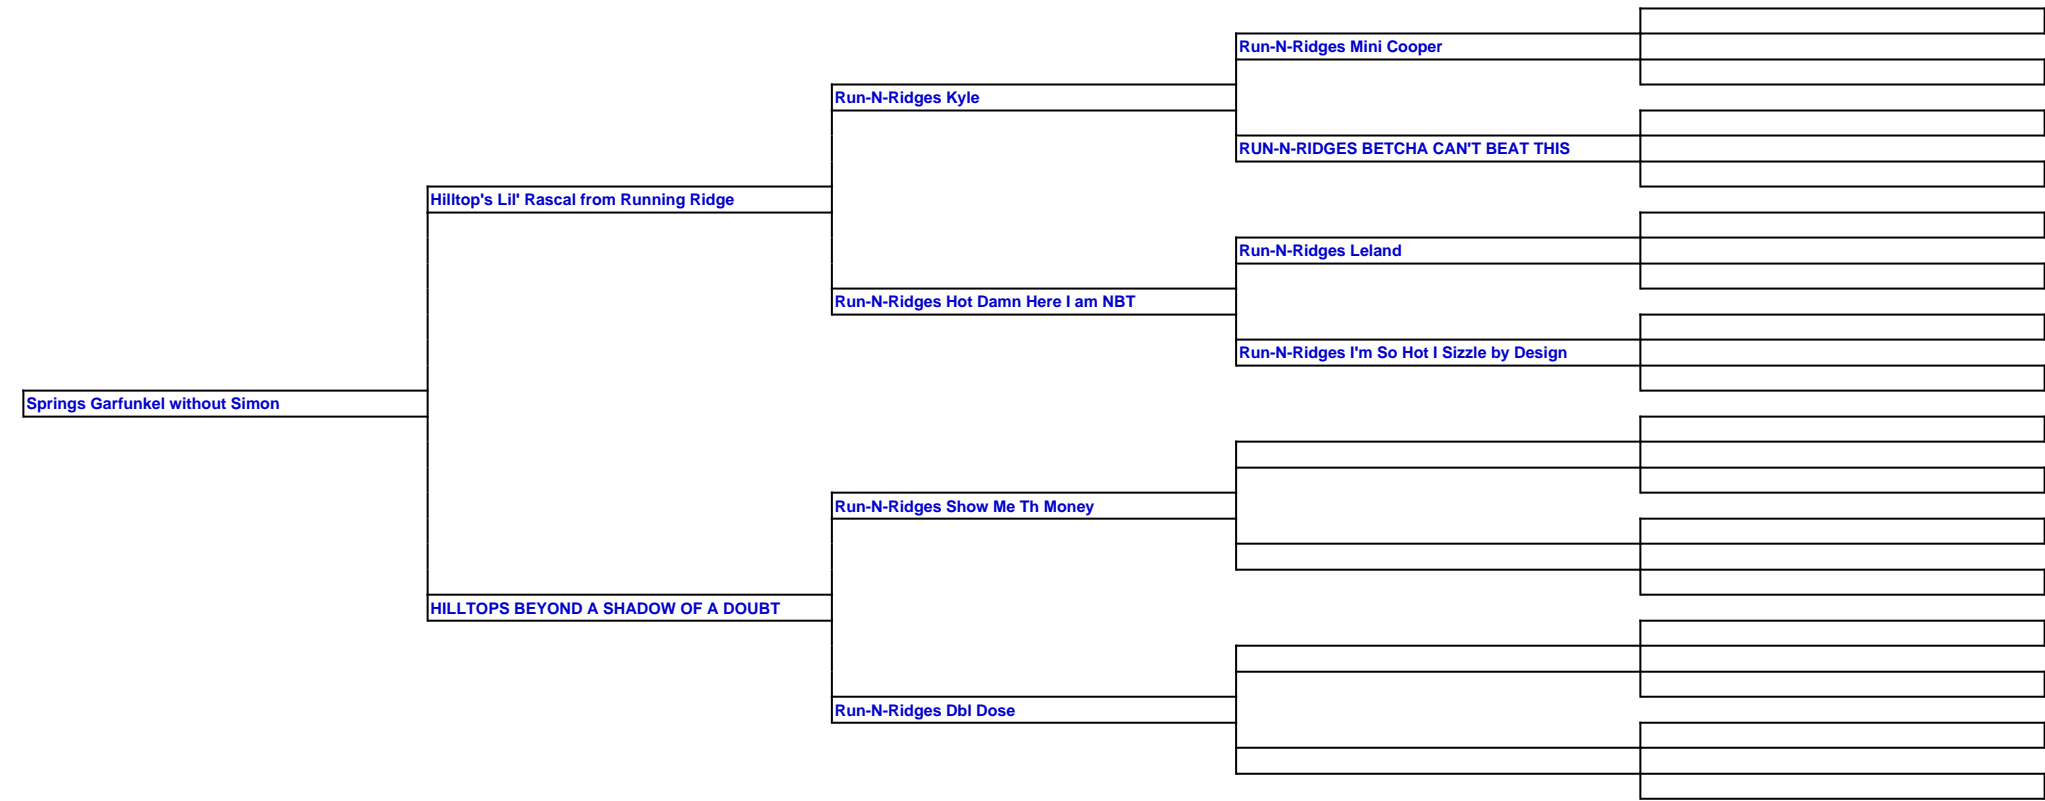 Run-N-Ridges Mini Cooper
Run-N-Ridges Kyle
RUN-N-RIDGES BETCHA CAN'T BEAT THIS
Hilltop's Lil' Rascal from Running Ridge
Run-N-Ridges Leland
Run-N-Ridges Hot Damn Here I am NBT
Run-N-Ridges I'm So Hot I Sizzle by Design
Springs Garfunkel without Simon
Run-N-Ridges Show Me Th Money
HILLTOPS BEYOND A SHADOW OF A DOUBT
Run-N-Ridges Dbl Dose